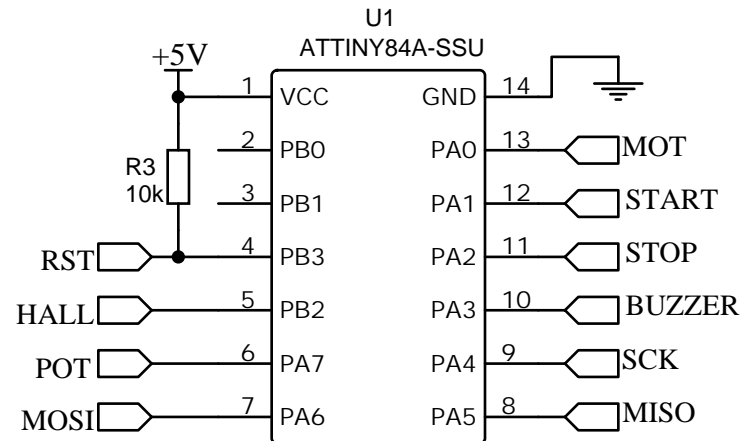 U1
ATTINY84A-SSU
+5V
1 VCC GND 14
2 PB0 PA0 13 MOT
R3
10k
3 PB1 PA1 12 START
RST 4 PB3 PA2 11 STOP
HALL 5 PB2 PA3 10 BUZZER
POT 6 PA7 PA4 9 SCK
MOSI 7 PA6 PA5 8 MISO